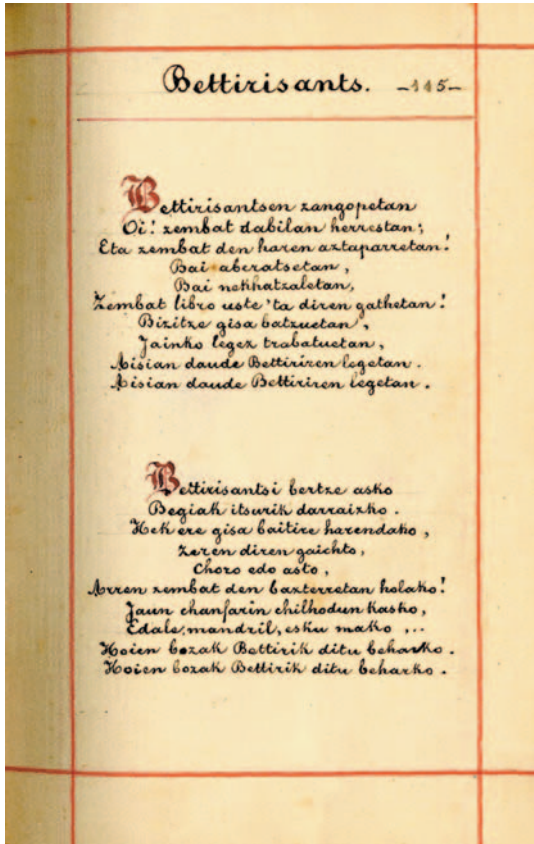 Bettirisants. -115-
Bettirisantsen zangopetan
Oi! zembat dabilan herrestan;
Eta zembat den haren aztaparretan!
Bai aberatsetan,
Bai nekhatzaletan,
Zembat libro uste 'ta diren gathetan!
Bizitze gisa batzuetan,
Jainko legez trabatuetan,
Aisian daude Bettiriren legetan.
Aisian daude Bettiriren legetan.
Bettirisantsi bertze asko
Begiak itsurik darraizko.
Hek ere gisa baitire harendako,
Zeren diren gaichto,
Choro edo asto,
Arren zembat den bazterretan holako!
Jaun chanfarin chilhodun kasko,
Edale, mandril, esku mako ,..
Hoien bozak Bettirik ditu beharko.
Hoien bozak Bettirik ditu beharko.